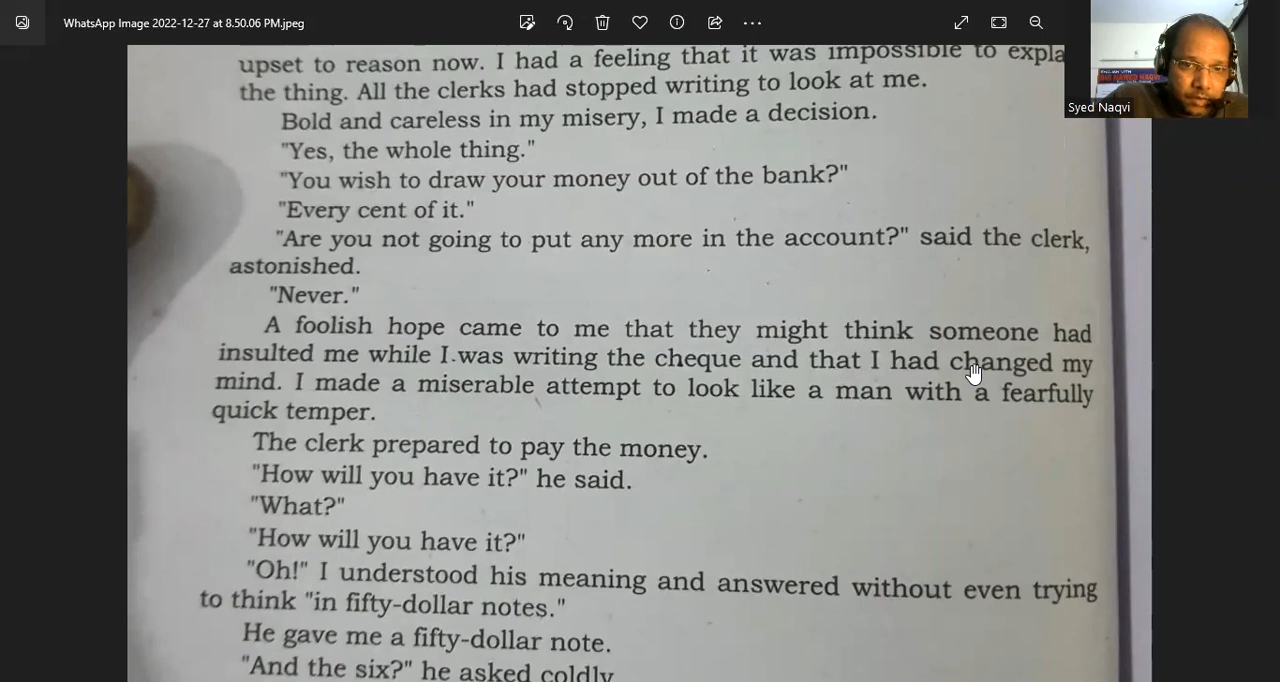 WhatsApp Image 2022-12-27 at 8.50.06 PM.jpeg
Syed Naqvi
upset to reason now. I had a feeling that it was impossible to expla
the thing. All the clerks had stopped writing to look at me.
Bold and careless in my misery, I made a decision.
"Yes, the whole thing."
"You wish to draw your money out of the bank?"
"Every cent of it."
"Are you not going to put any more in the account?" said the clerk,
astonished.
"Never."
A foolish hope came to me that they might think someone had
insulted me while I was writing the cheque and that I had changed my
mind. I made a miserable attempt to look like a man with a fearfully
quick temper.
The clerk prepared to pay the money.
"How will you have it?" he said.
"What?"
"How will you have it?"
"Oh!" I understood his meaning and answered without even trying
to think "in fifty-dollar notes."
He gave me a fifty-dollar note.
"And the six?" he asked coldly